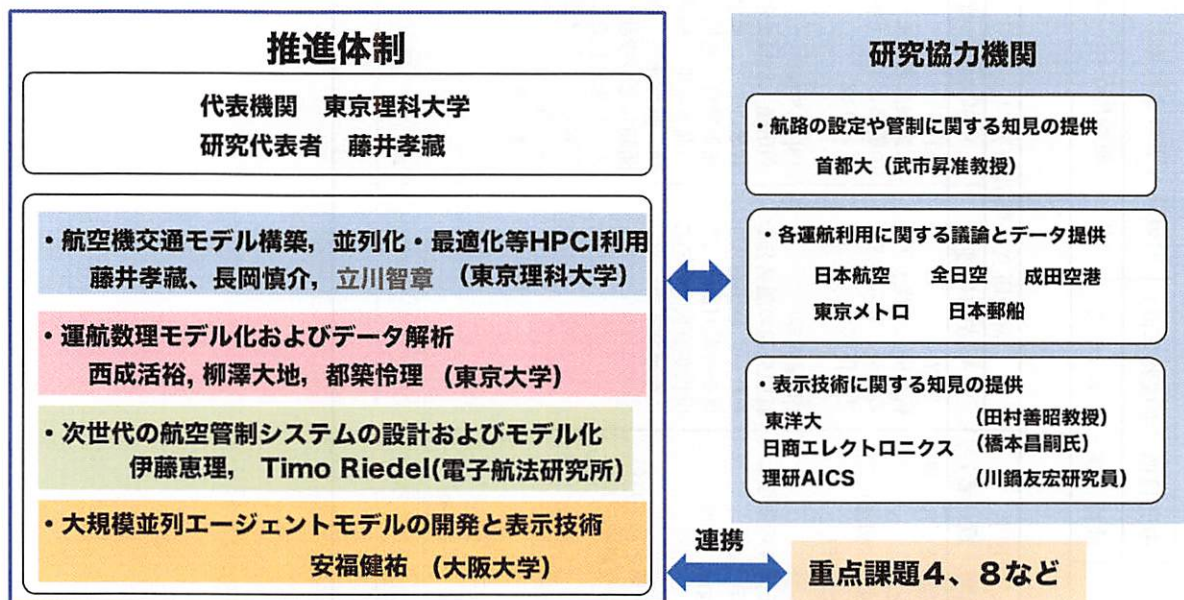 推進体制
代表機関 東京理科大学
研究代表者 藤井孝藏
・航空機交通モデル構築，並列化・最適化等HPCI利用
藤井孝藏、長岡慎介，立川智章 （東京理科大学）
・運航数理モデル化およびデータ解析
西成活裕, 柳澤大地，都築怜理 （東京大学）
・次世代の航空管制システムの設計およびモデル化
伊藤恵理， Timo Riedel(電子航法研究所）
・大規模並列エージェントモデルの開発と表示技術
安福健祐 （大阪大学）
研究協力機関
・航路の設定や管制に関する知見の提供
首都大（武市昇准教授）
・各運航利用に関する議論とデータ提供
日本航空 全日空 成田空港
東京メトロ 日本郵船
・表示技術に関する知見の提供
東洋大 （田村善昭教授）
日商エレクトロニクス （橋本昌嗣氏）
理研AICS （川鍋友宏研究員）
連携
重点課題４、８など